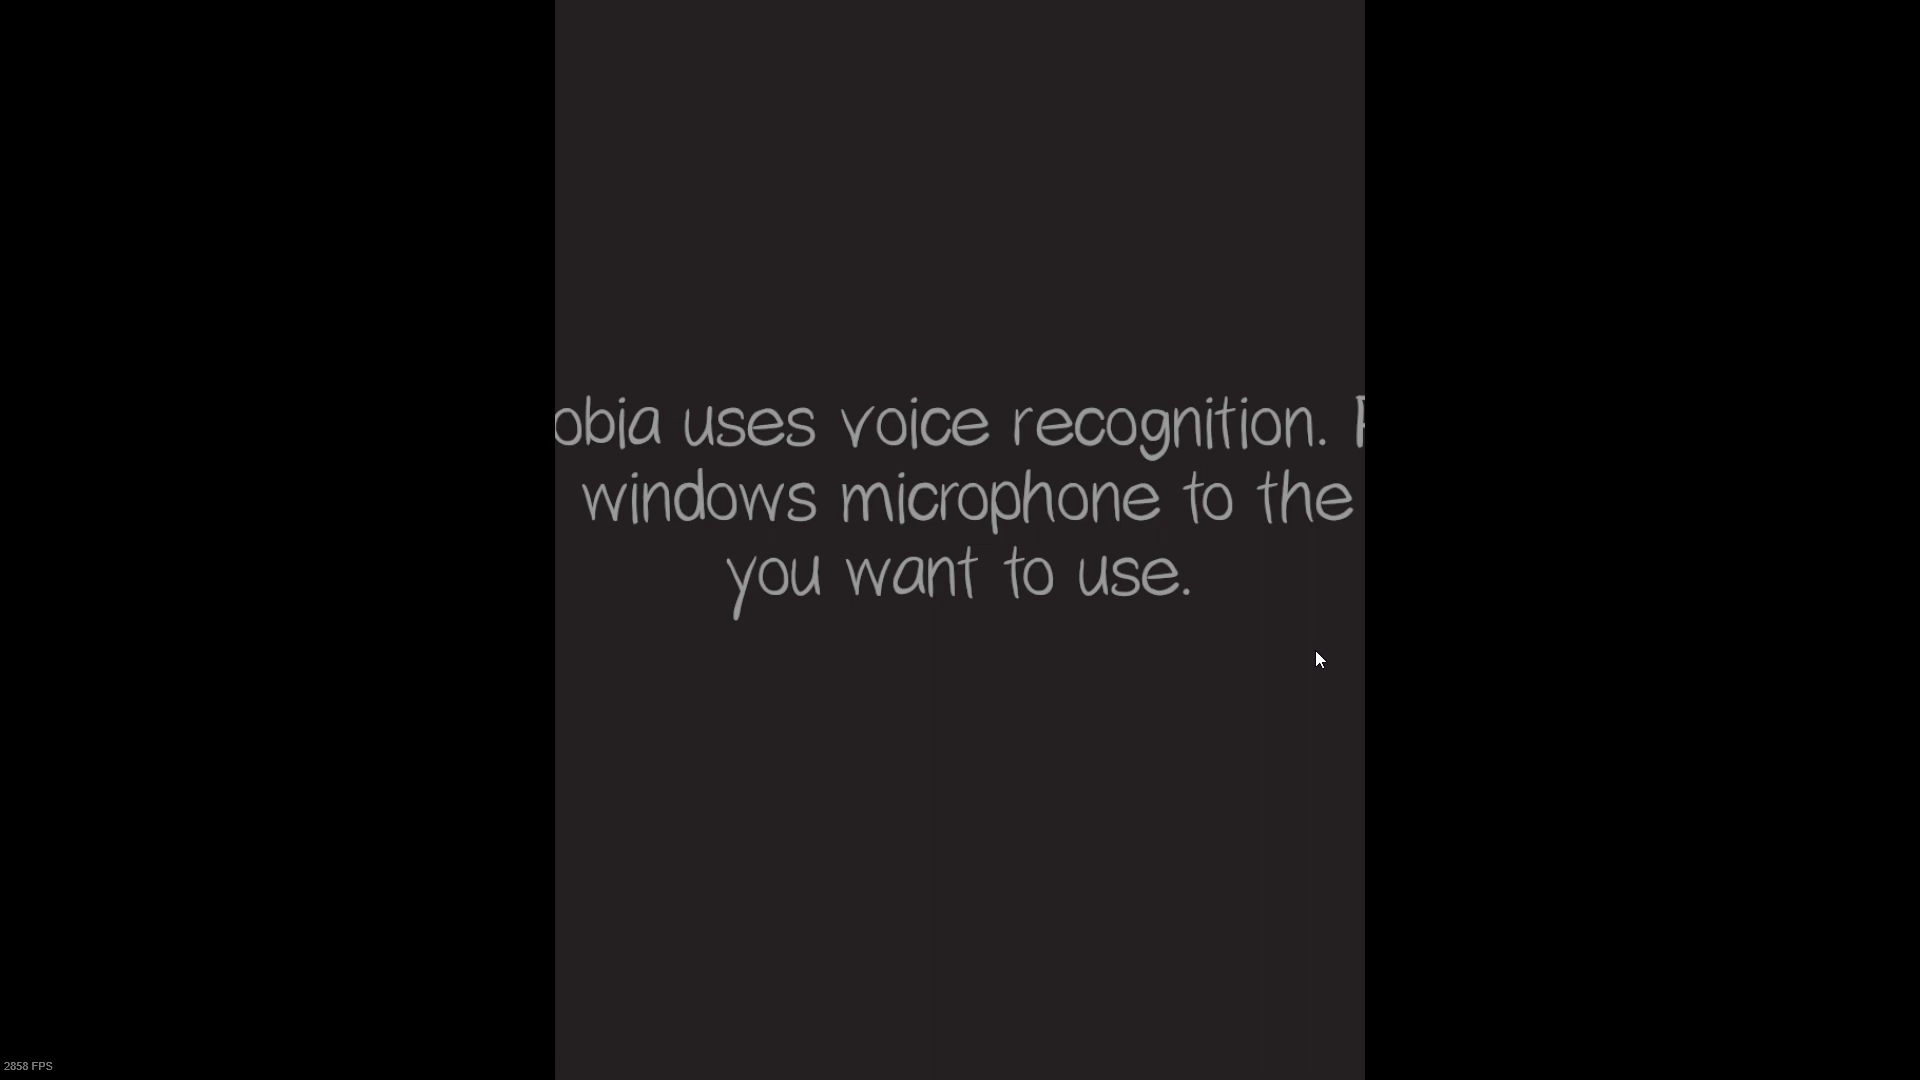 obia uses voice recognition.
windows microphone to the
you want to use.
2858 FPS